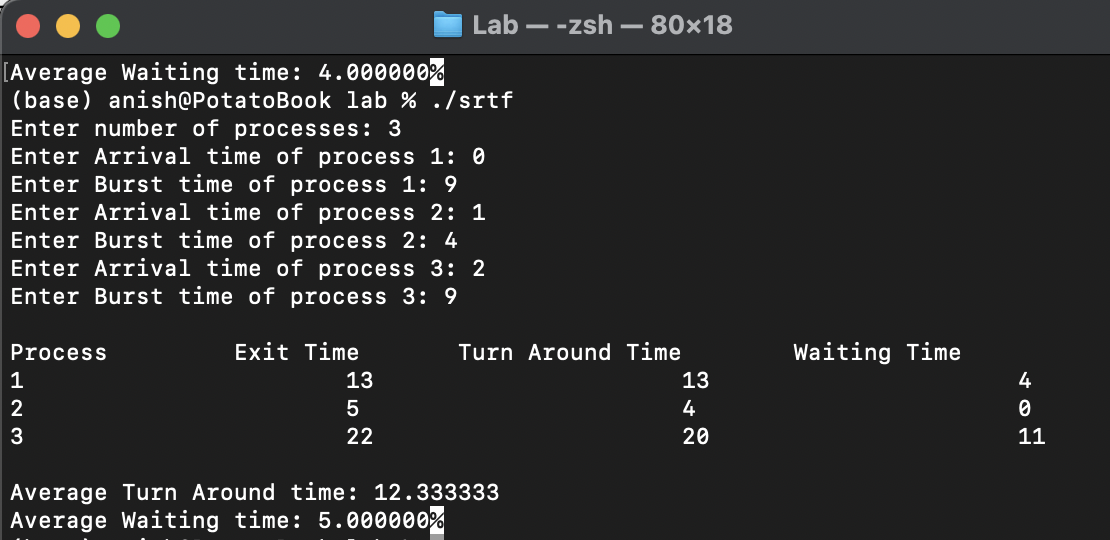 Lab — -zsh — 80×18
[Average Waiting time: 4.000000%
(base) anish@PotatoBook lab % ./srtf
Enter number of processes: 3
Enter Arrival time of process 1: 0
Enter Burst time of process 1: 9
Enter Arrival time of process 2: 1
Enter Burst time of process 2: 4
Enter Arrival time of process 3: 2
Enter Burst time of process 3: 9
Process Exit Time Turn Around Time Waiting Time
1 13 13 4
2 5 4 0
3 22 20 11
Average Turn Around time: 12.333333
Average Waiting time: 5.000000%